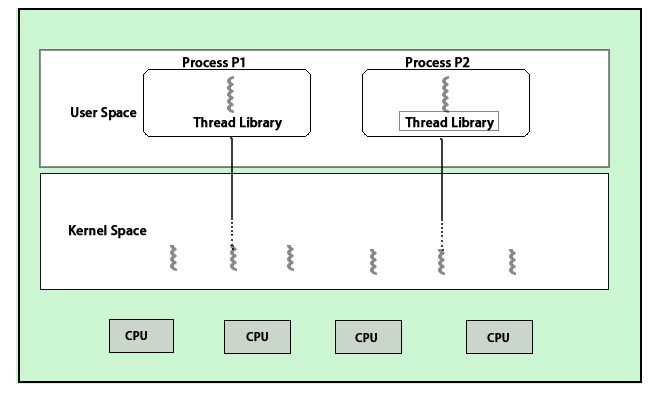 Process P1
Process P2
User Space
Thread Library
Thread Library
Kernel Space
CPU
CPU
CPU
CPU